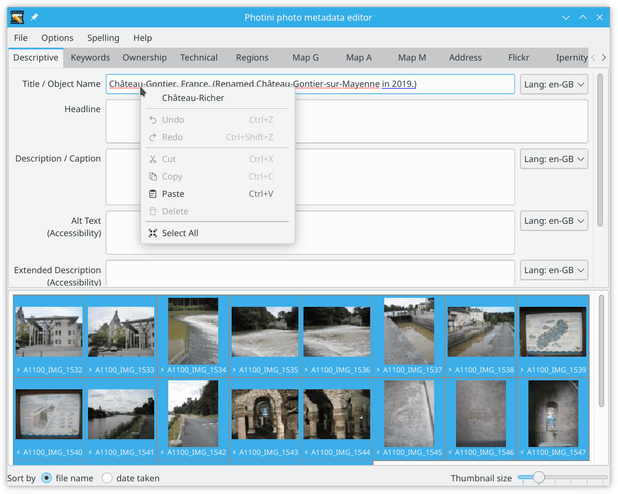 Photini photo metadata editor
File Options Spelling Help
Descriptive Keywords Ownership Technical Regions Map G Map A Map M Address Flickr Ipernity
Title / Object Name Château-Gontier, France. (Renamed Château-Gontier-sur-Mayenne in 2019.) Lang: en-GB
Château-Richer
Headline
Undo Ctrl+Z
Redo Ctrl+Shift+Z
Description / Caption Cut Ctrl+X Lang: en-GB
Copy Ctrl+C
Paste Ctrl+V
Delete
Alt Text
(Accessibility) Lang: en-GB
Select All
Extended Description
(Accessibility) Lang: en-GB
A1100_IMG_1532 A1100_IMG_1533 A1100_IMG_1534 A1100_IMG_1535 A1100_IMG_1536 A1100_IMG_1537 A1100_IMG_1538 A1100_IMG_1539
A1100_IMG_1540 A1100_IMG_1541 A1100_IMG_1542 A1100_IMG_1543 A1100_IMG_1544 A1100_IMG_1545 A1100_IMG_1546 A1100_IMG_1547
Sort by file name date taken Thumbnail size